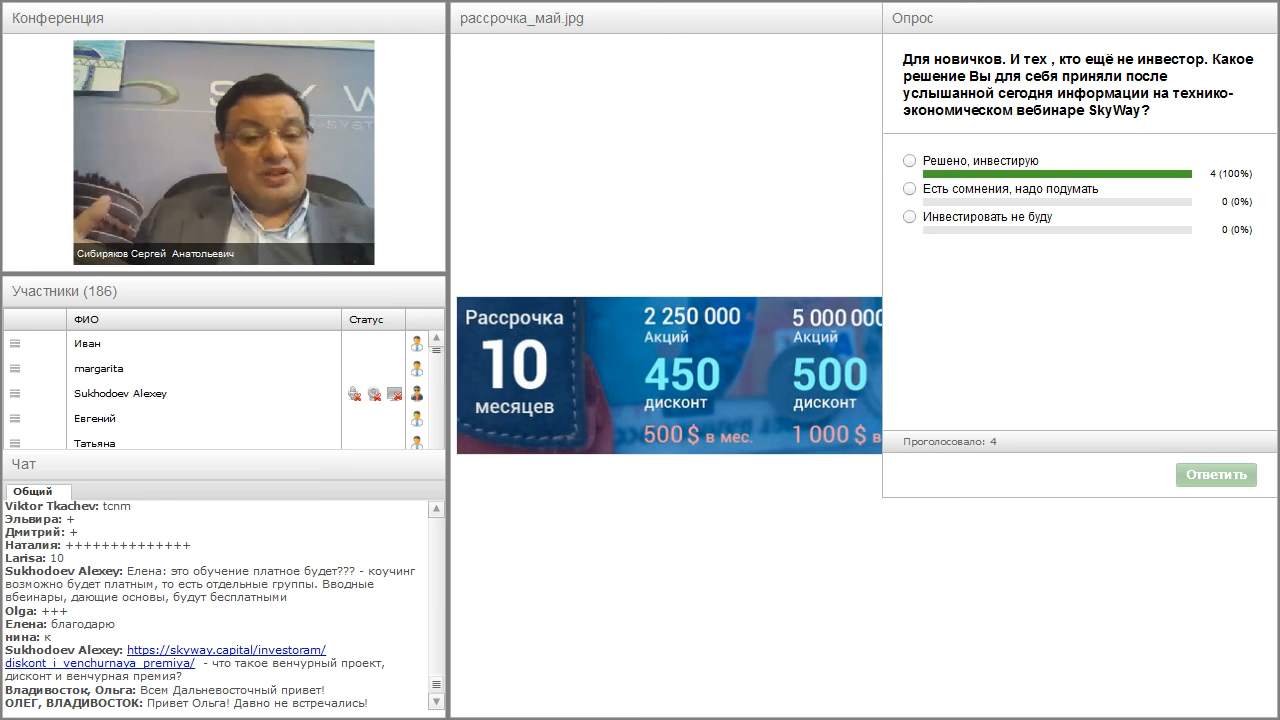 Конференция
SKY W
Сибиряков Сергей Анатольевич
Участники (186)
ФИО
Статус
Иван
margarita
Sukhodoev Alexey
Евгений
Татьяна
Чат
Общий
Viktor Tkachev: tcnm
Эльвира: +
Дмитрий: +
Наталия: ++++++++++++++
Larisa: 10
Sukhodoev Alexey: Елена: это обучение платное будет??? - коучинг
возможно будет платным, то есть отдельные группы. Вводные
вбеинары, дающие основы, будут бесплатными
Olga: +++
Елена: благодарю
нина: к
Sukhodoev Alexey: https://skyway.capital/investoram/
diskont_i_venchurnaya_premiya/ - что такое венчурный проект,
дисконт и венчурная премия?
Владивосток, Ольга: Всем Дальневосточный привет!
ОЛЕГ, ВЛАДИВОСТОК: Привет Ольга! Давно не встречались!
рассрочка_май.jpg
Рассрочка
10
месяцев
2 250 000
Акций
450
дисконт
500 $ в мес.
5 000 000
Акций
500
дисконт
1 000 $ в
Опрос
Для новичков. И тех , кто ещё не инвестор. Какое
решение Вы для себя приняли после
услышанной сегодня информации на технико-
экономическом вебинаре SkyWay?
Решено, инвестирую
4 (100%)
Есть сомнения, надо подумать
0 (0%)
Инвестировать не буду
0 (0%)
Проголосовало: 4
Ответить